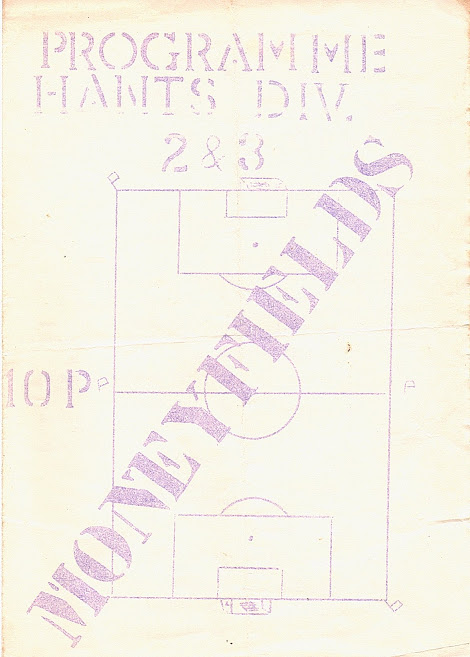 PROGRAMME
HANTS DIV.
2 & 3
MONEYFIELDS
10P